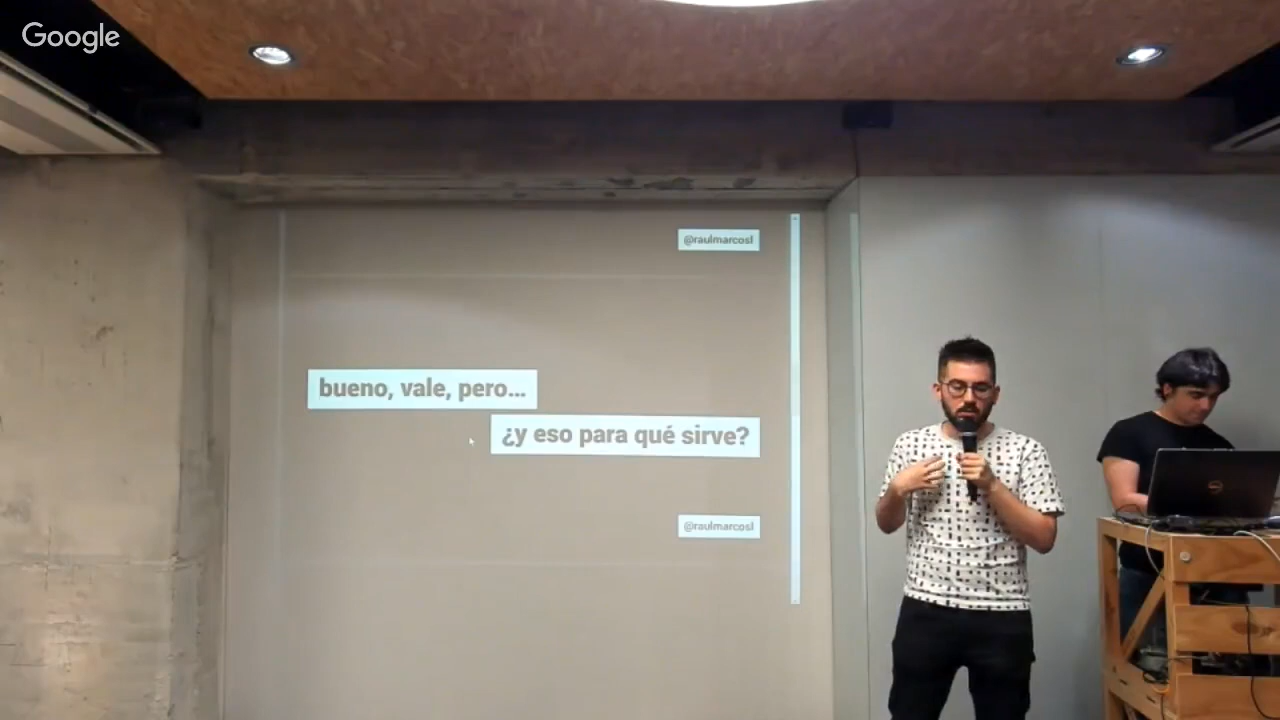 Google
@raulmarcosl
bueno, vale, pero...
¿y eso para qué sirve?
@raulmarcosl